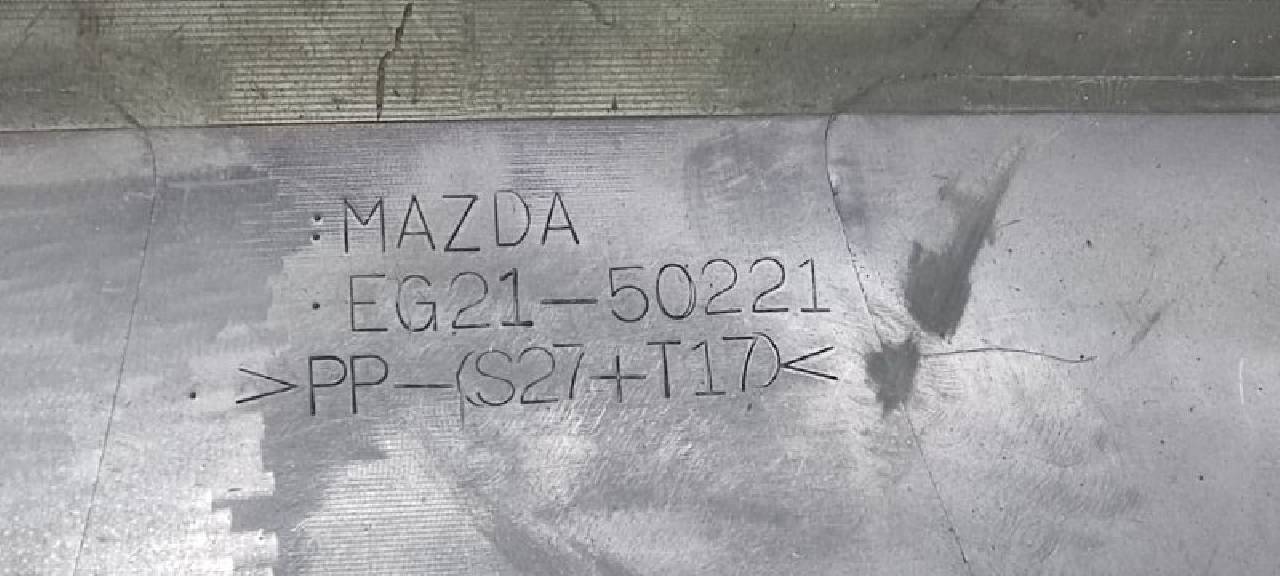 :MAZDA
·EG21-50221
>PP-(S27+T17)<